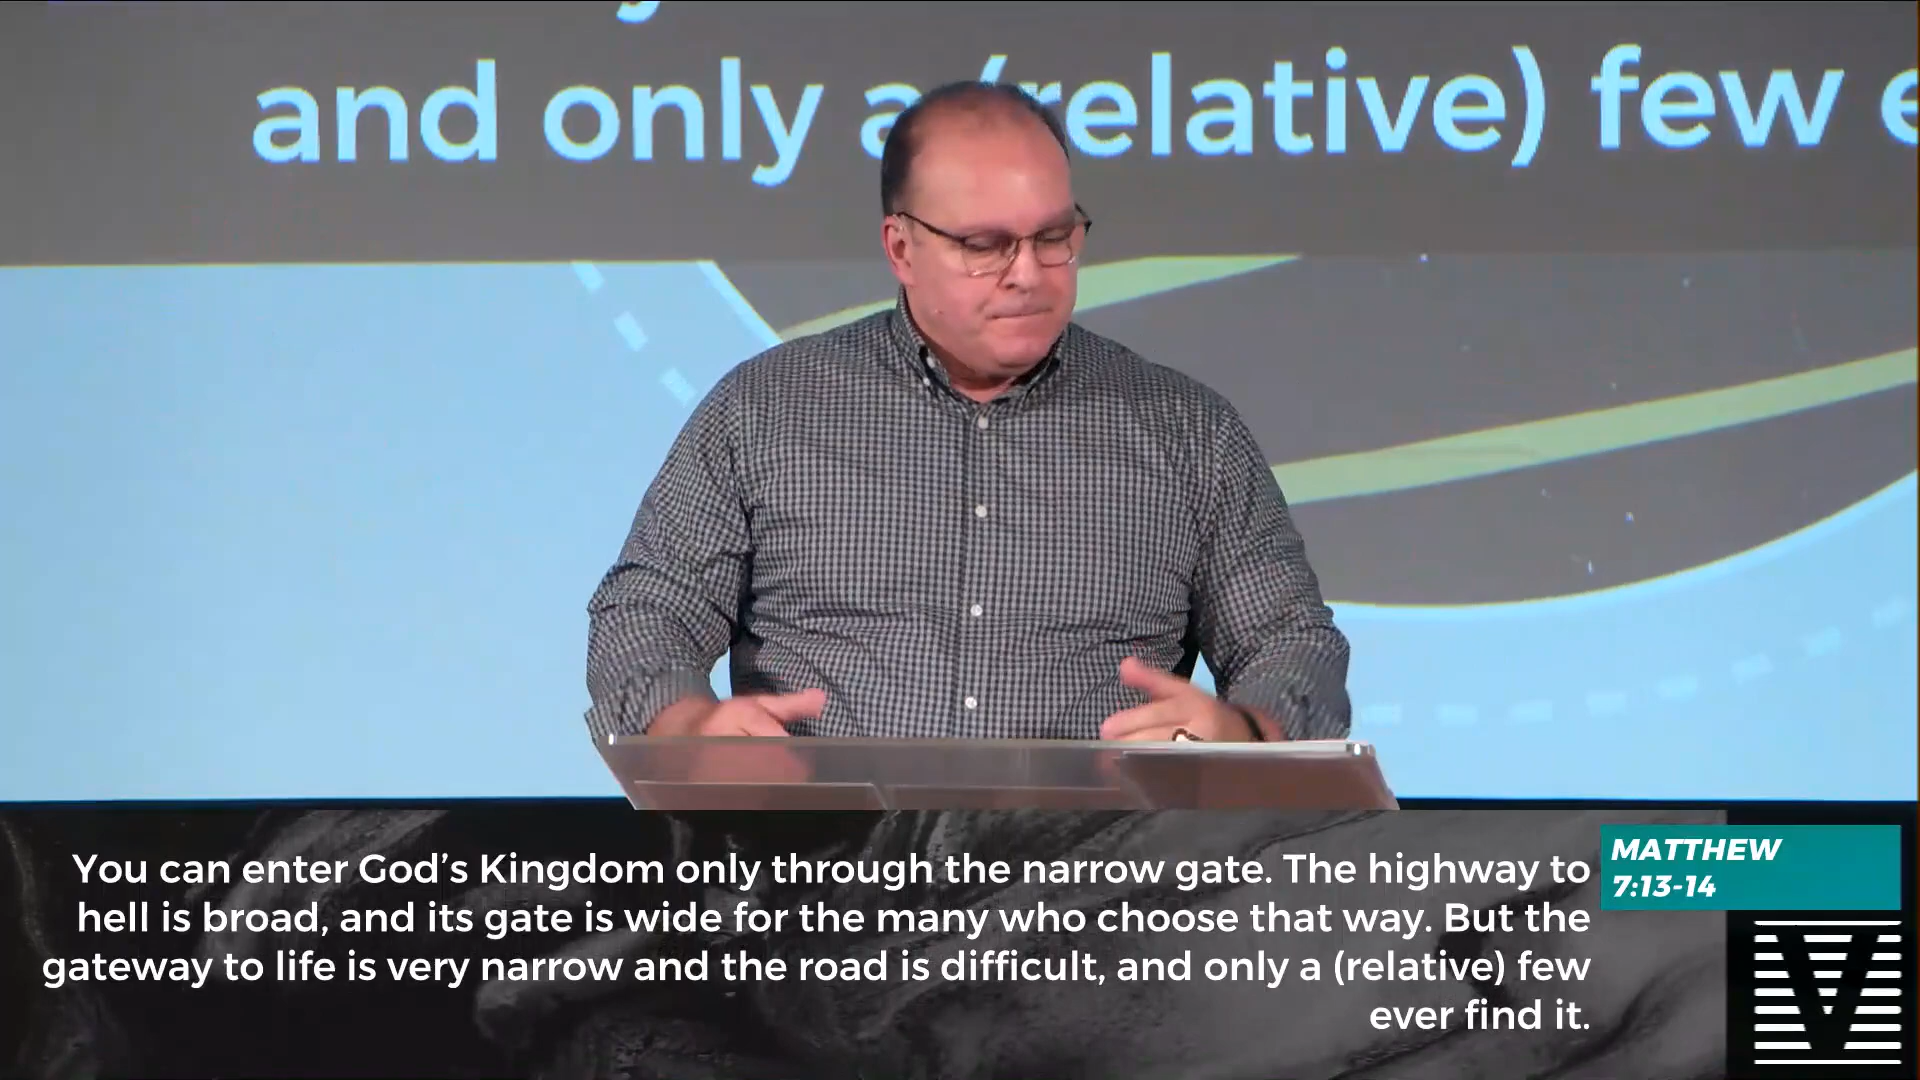 and only a (relative) few e
You can enter God’s Kingdom only through the narrow gate. The highway to
hell is broad, and its gate is wide for the many who choose that way. But the
gateway to life is very narrow and the road is difficult, and only a (relative) few
ever find it.
MATTHEW
7:13-14
V